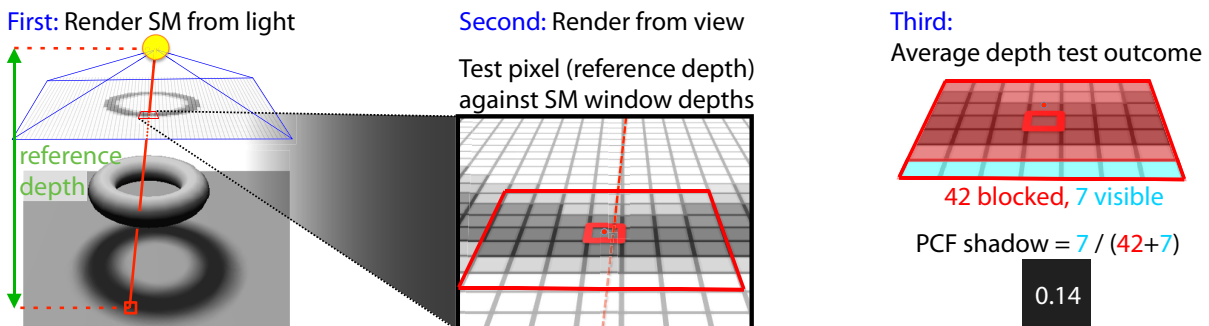 First: Render SM from light
reference
depth
Second: Render from view
Test pixel (reference depth)
against SM window depths
Third:
Average depth test outcome
42 blocked, 7 visible
PCF shadow = 7 / (42+7)
0.14